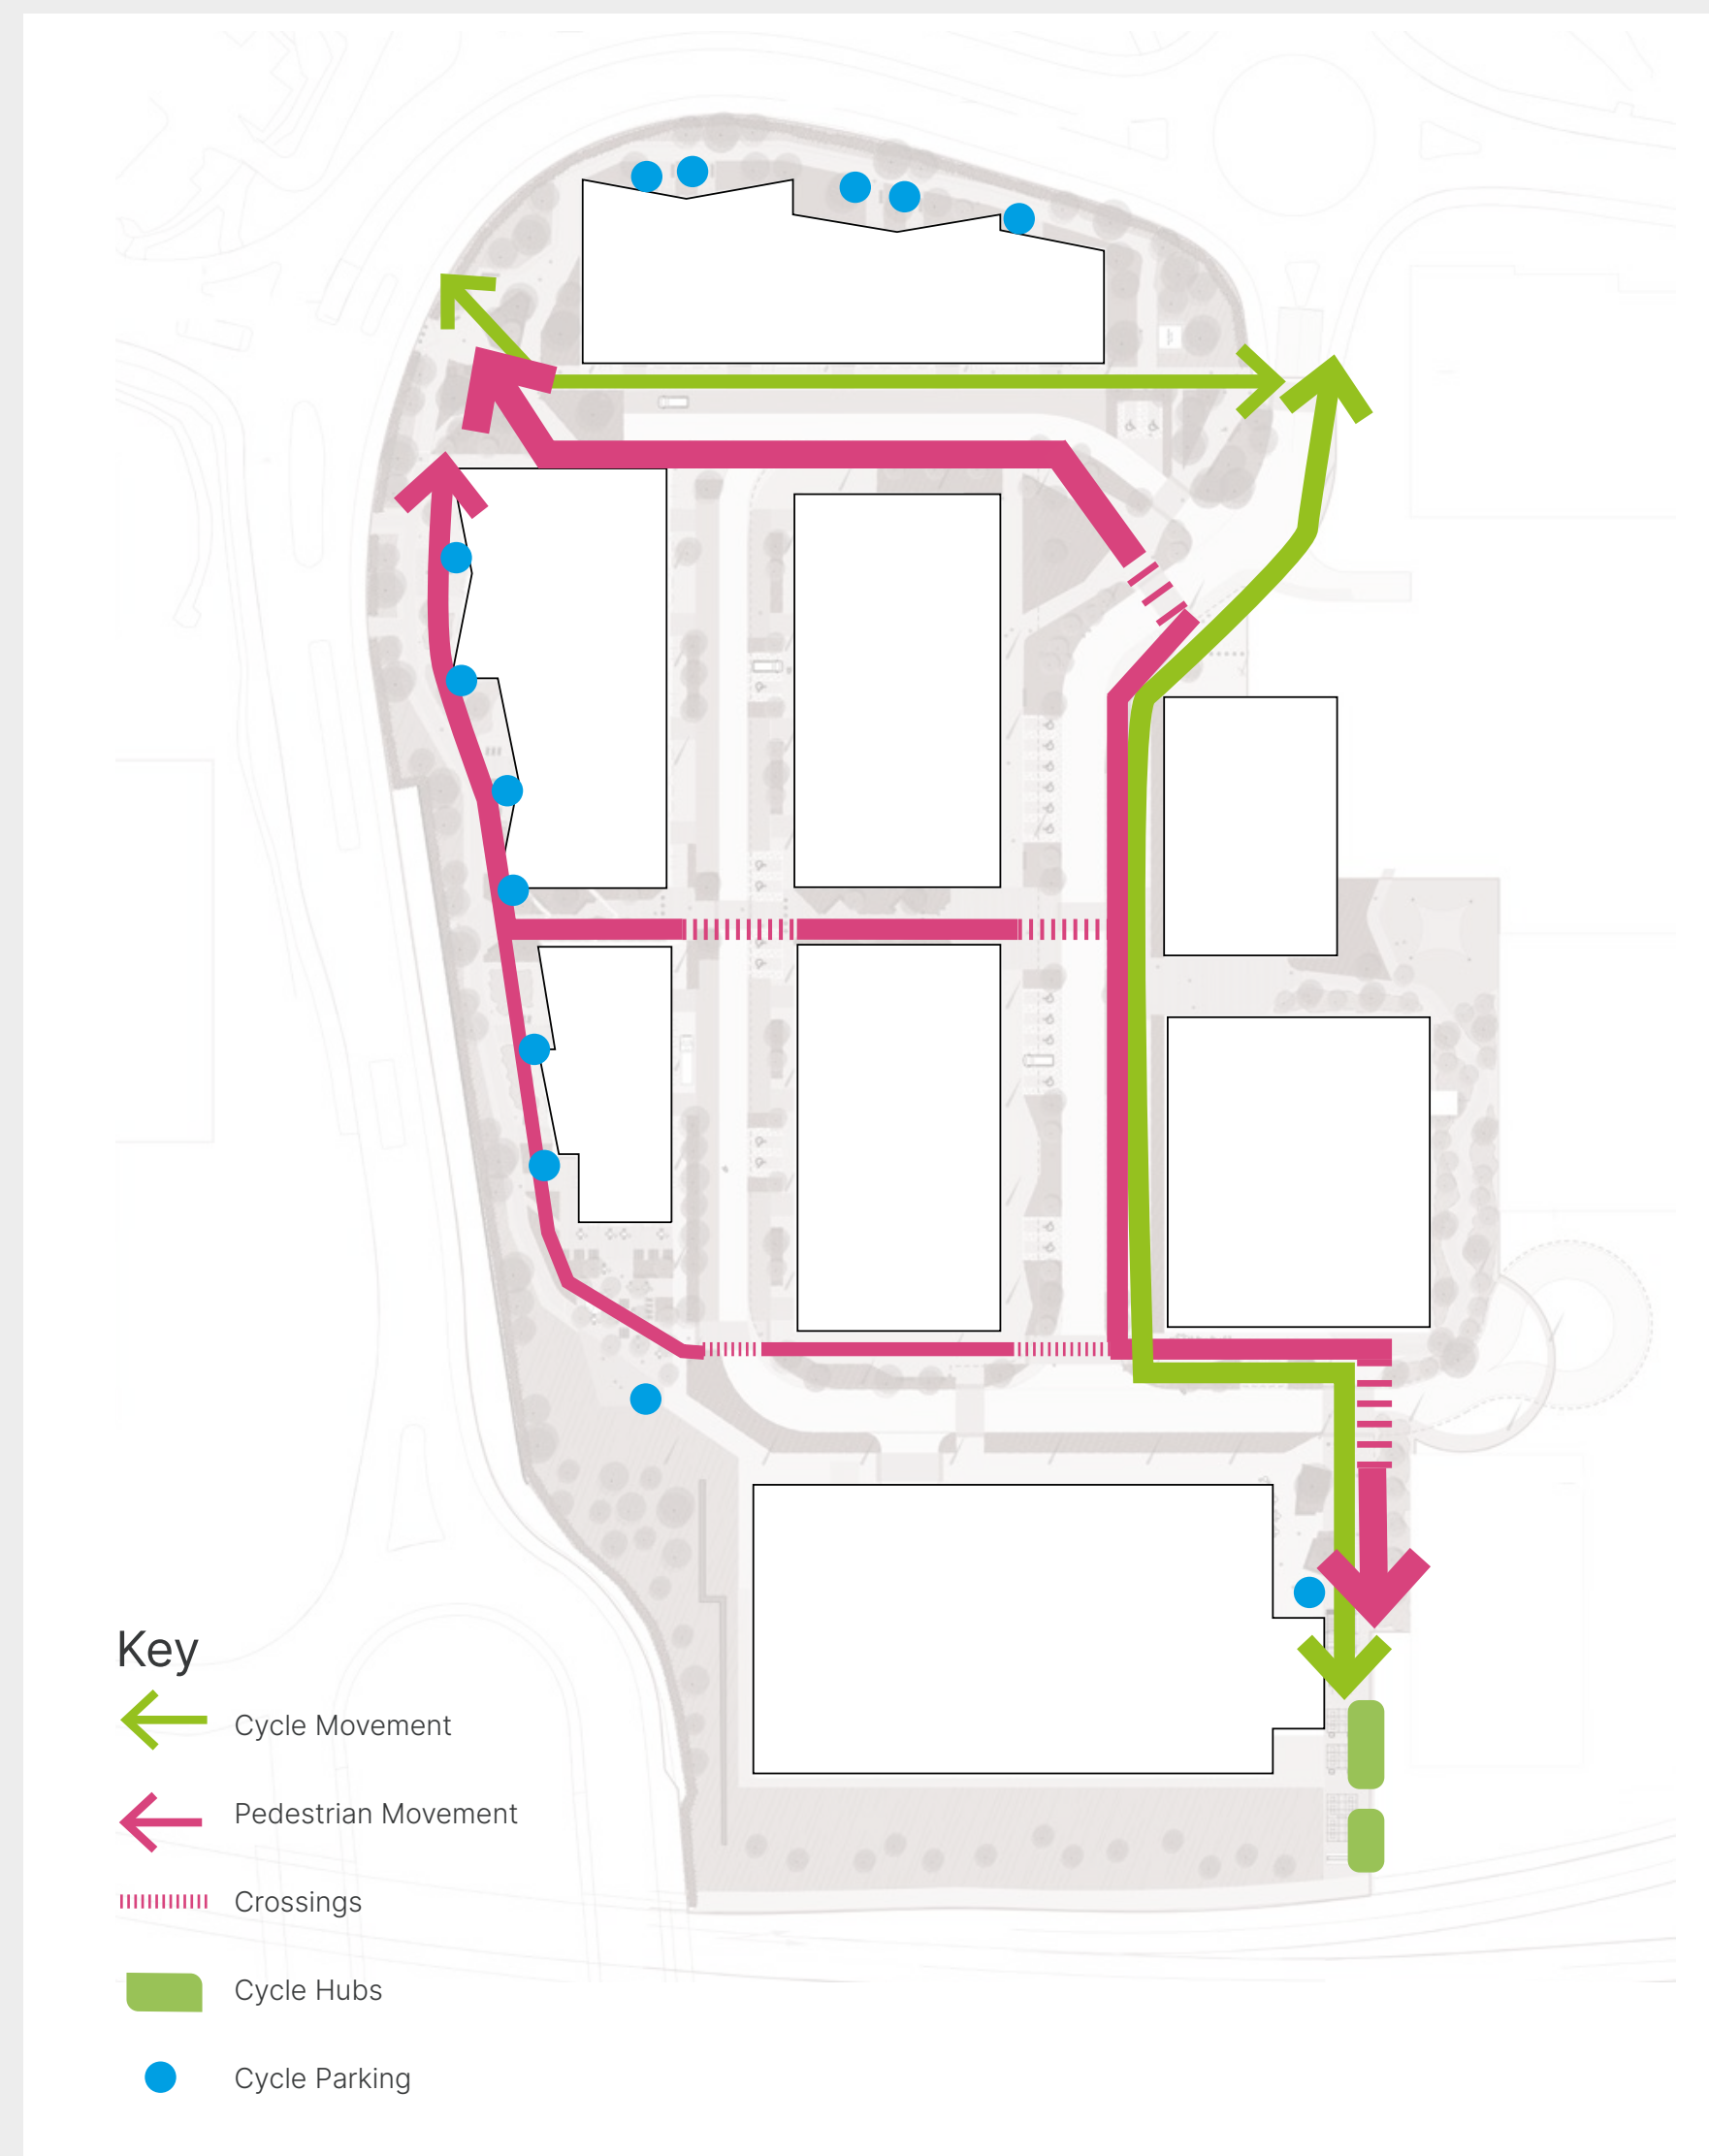 Key
Cycle Movement
Pedestrian Movement
Crossings
Cycle Hubs
Cycle Parking